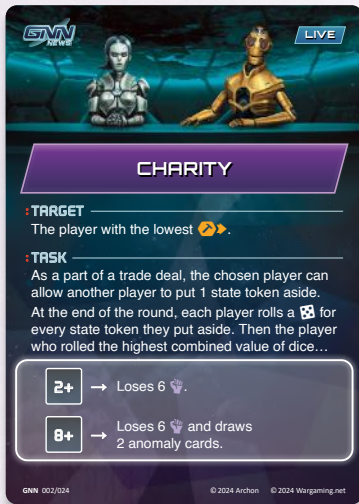 GNN
NEWS
LIVE
CHARITY
:TARGET
The player with the lowest .
:TASK
As a part of a trade deal, the chosen player can
allow another player to put 1 state token aside.
At the end of the round, each player rolls a for
every state token they put aside. Then the player
who rolled the highest combined value of dice…
2+ → Loses 6 .
8+ → Loses 6 and draws
2 anomaly cards.
GNN 002/024 © 2024 Archon © 2024 Wargaming.net